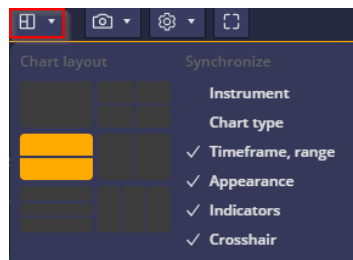 Chart layout
Synchronize
Instrument
Chart type
Timeframe, range
Appearance
Indicators
Crosshair